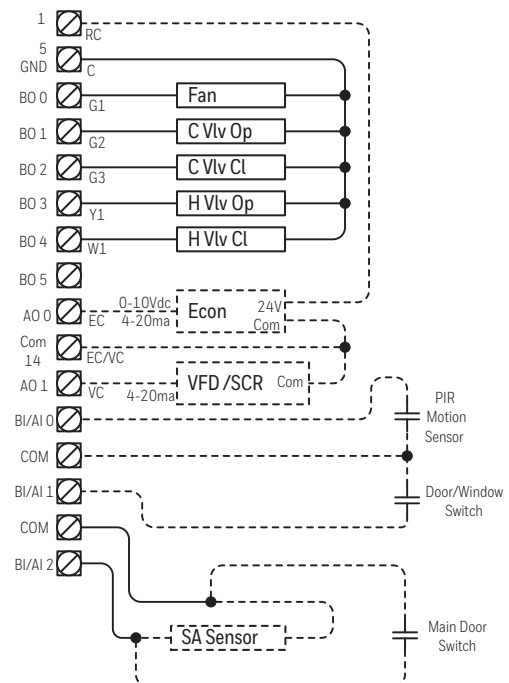 1
RC
5
GND
C
BO 0
G1
Fan
BO 1
G2
C Vlv Op
BO 2
G3
C Vlv Cl
BO 3
Y1
H Vlv Op
BO 4
W1
H Vlv Cl
BO 5
AO 0
EC
0-10Vdc
4-20ma
Econ
24V
Com
Com
14
EC/VC
AO 1
VC
4-20ma
VFD /SCR
Com
BI/AI 0
PIR
Motion
Sensor
COM
BI/AI 1
Door/Window
Switch
COM
BI/AI 2
SA Sensor
Main Door
Switch